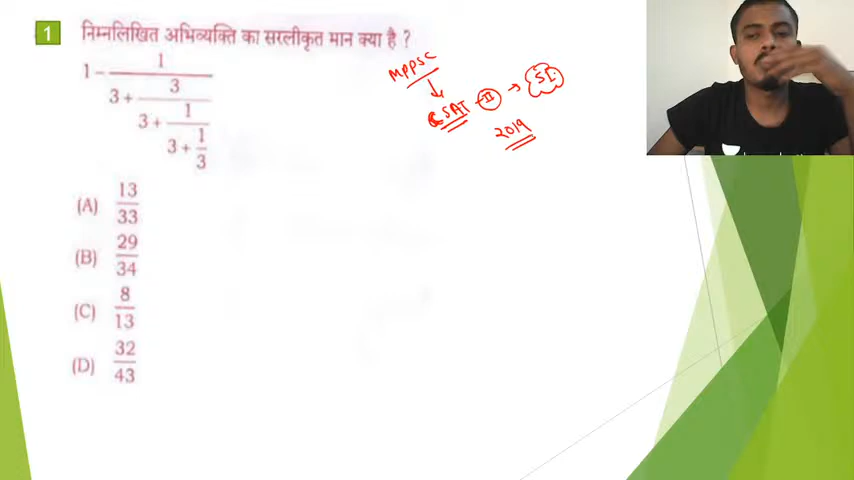 1 निम्नलिखित अभिव्यक्ति का सरलीकृत मान क्या है ?
1 - 1
3 + 3
3 + 1
3 + 1
3
(A) 13/33
(B) 29/34
(C) 8/13
(D) 32/43
MPPSC
CSAT - II → SI
2019